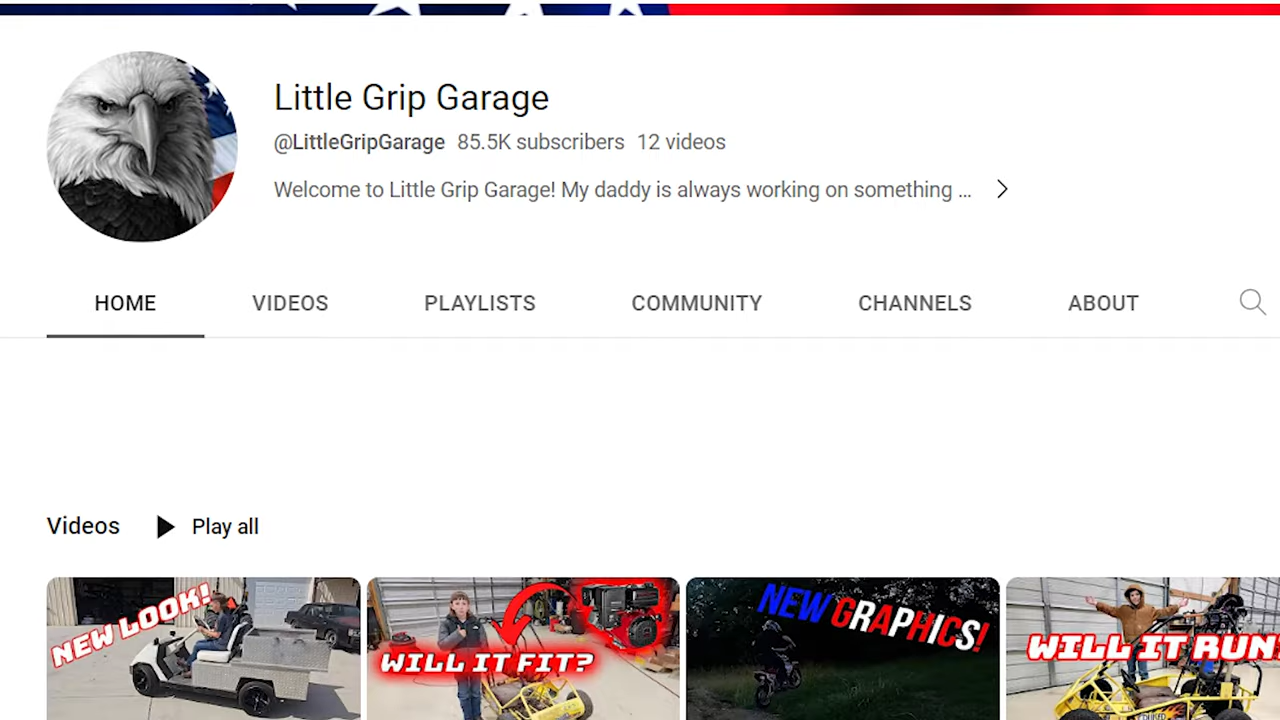 Little Grip Garage
@LittleGripGarage 85.5K subscribers 12 videos
Welcome to Little Grip Garage! My daddy is always working on something ...
HOME VIDEOS PLAYLISTS COMMUNITY CHANNELS ABOUT
Videos Play all
NEW LOOK!
WILL IT FIT?
NEW GRAPHICS!
WILL IT RUN